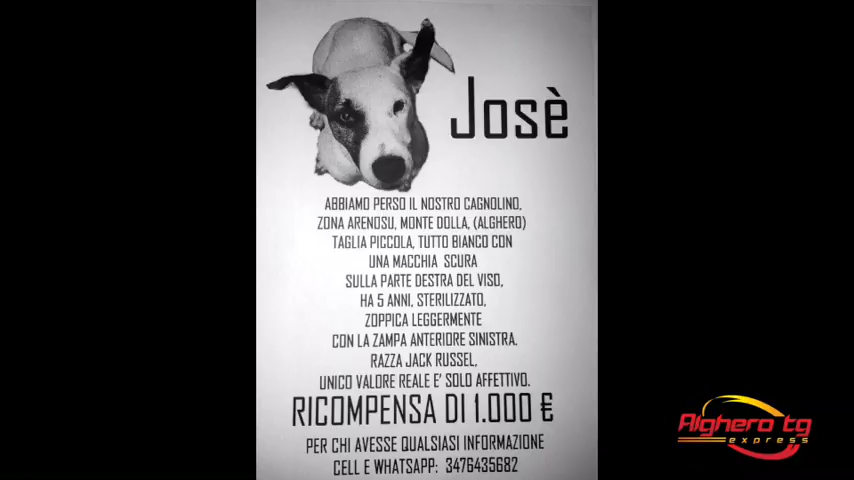 Josè
ABBIAMO PERSO IL NOSTRO CAGNOLINO,
ZONA ARENOSU, MONTE DOLLA, (ALGHERO)
TAGLIA PICCOLA, TUTTO BIANCO CON
UNA MACCHIA SCURA
SULLA PARTE DESTRA DEL VISO,
HA 5 ANNI, STERILIZZATO,
ZOPPICA LEGGERMENTE
CON LA ZAMPA ANTERIORE SINISTRA.
RAZZA JACK RUSSEL,
UNICO VALORE REALE E' SOLO AFFETTIVO.
RICOMPENSA DI 1.000 €
PER CHI AVESSE QUALSIASI INFORMAZIONE
CELL E WHATSAPP: 3476435682
Alghero tg
express